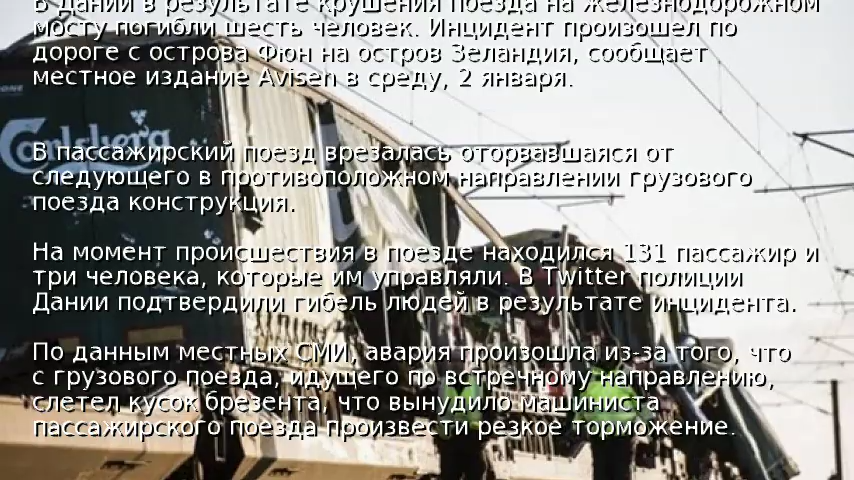 В Дании в результате крушения поезда на железнодорожном
мосту погибли шесть человек. Инцидент произошел по
дороге с острова Фюн на остров Зеландия, сообщает
местное издание Avisen в среду, 2 января.
Carlsberg
В пассажирский поезд врезалась оторвавшаяся от
следующего в противоположном направлении грузового
поезда конструкция.
На момент происшествия в поезде находился 131 пассажир и
три человека, которые им управляли. В Twitter полиции
Дании подтвердили гибель людей в результате инцидента.
По данным местных СМИ, авария произошла из-за того, что
с грузового поезда, идущего по встречному направлению,
слетел кусок брезента, что вынудило машиниста
пассажирского поезда произвести резкое торможение.